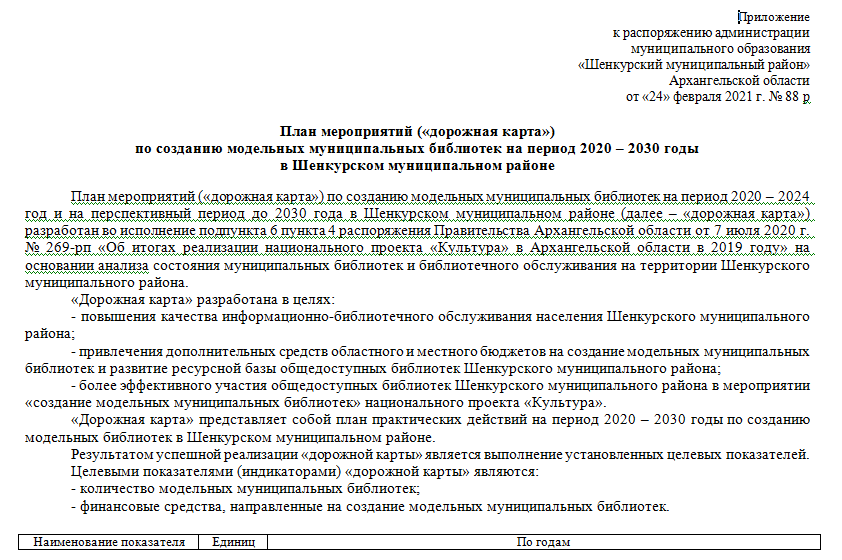 Приложение
к распоряжению администрации
муниципального образования
«Шенкурский муниципальный район»
Архангельской области
от «24» февраля 2021 г. № 88 р
План мероприятий («дорожная карта»)
по созданию модельных муниципальных библиотек на период 2020 – 2030 годы
в Шенкурском муниципальном районе
План мероприятий («дорожная карта») по созданию модельных муниципальных библиотек на период 2020 – 2024
год и на перспективный период до 2030 года в Шенкурском муниципальном районе (далее – «дорожная карта»)
разработан во исполнение подпункта 6 пункта 4 распоряжения Правительства Архангельской области от 7 июля 2020 г.
№ 269-рп «Об итогах реализации национального проекта «Культура» в Архангельской области в 2019 году» на
основании анализа состояния муниципальных библиотек и библиотечного обслуживания на территории Шенкурского
муниципального района.
«Дорожная карта» разработана в целях:
- повышения качества информационно-библиотечного обслуживания населения Шенкурского муниципального
района;
- привлечения дополнительных средств областного и местного бюджетов на создание модельных муниципальных
библиотек и развитие ресурсной базы общедоступных библиотек Шенкурского муниципального района;
- более эффективного участия общедоступных библиотек Шенкурского муниципального района в мероприятии
«создание модельных муниципальных библиотек» национального проекта «Культура».
«Дорожная карта» представляет собой план практических действий на период 2020 – 2030 годы по созданию
модельных библиотек в Шенкурском муниципальном районе.
Результатом успешной реализации «дорожной карты» является выполнение установленных целевых показателей.
Целевыми показателями (индикаторами) «дорожной карты» являются:
- количество модельных муниципальных библиотек;
- финансовые средства, направленные на создание модельных муниципальных библиотек.
Наименование показателя Единиц По годам